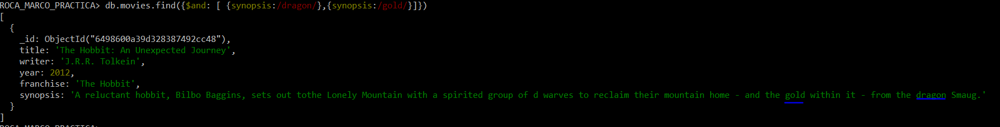 ROCA_MARCO_PRACTICA> db.movies.find({$and: [ {synopsis:/dragon/},{synopsis:/gold/}]})
[
  {
    _id: ObjectId("6498600a39d328387492cc48"),
    title: 'The Hobbit: An Unexpected Journey',
    writer: 'J.R.R. Tolkein',
    year: 2012,
    franchise: 'The Hobbit',
    synopsis: 'A reluctant hobbit, Bilbo Baggins, sets out tothe Lonely Mountain with a spirited group of d warves to reclaim their mountain home - and the gold within it - from the dragon Smaug.'
  }
]
ROCA_MARCO_PRACTICA>